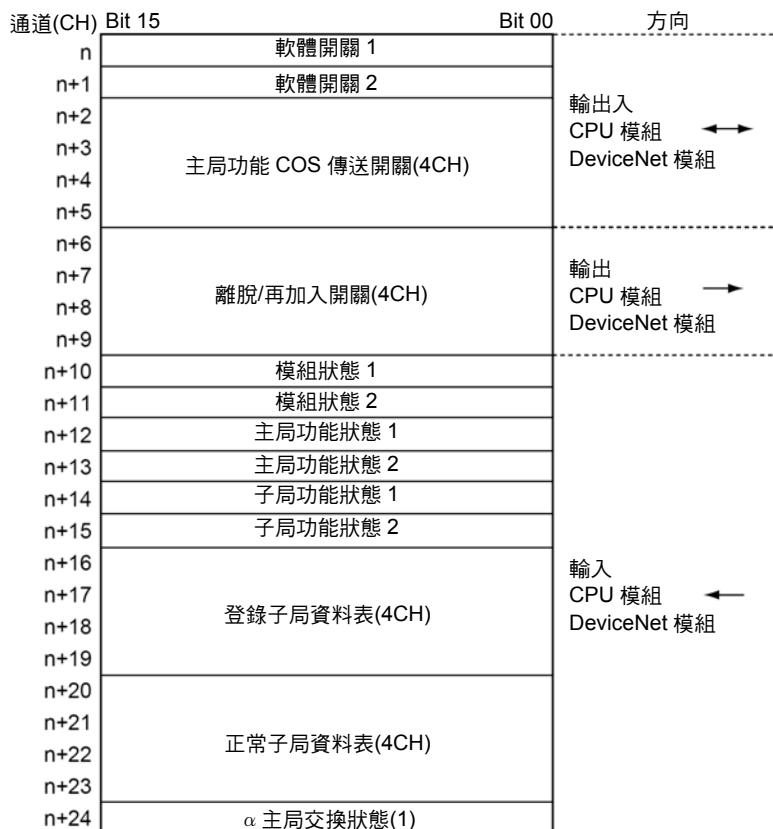 通道(CH) Bit 15 Bit 00 方向
n 軟體開關 1
n+1 軟體開關 2
n+2
n+3
n+4
n+5
主局功能 COS 傳送開關(4CH)
輸出入
CPU 模組
DeviceNet 模組
n+6
n+7
n+8
n+9
離脫/再加入開關(4CH)
輸出
CPU 模組
DeviceNet 模組
n+10 模組狀態 1
n+11 模組狀態 2
n+12 主局功能狀態 1
n+13 主局功能狀態 2
n+14 子局功能狀態 1
n+15 子局功能狀態 2
n+16
n+17
n+18
n+19
登錄子局資料表(4CH)
輸入
CPU 模組
DeviceNet 模組
n+20
n+21
n+22
n+23
正常子局資料表(4CH)
n+24 α 主局交換狀態(1)